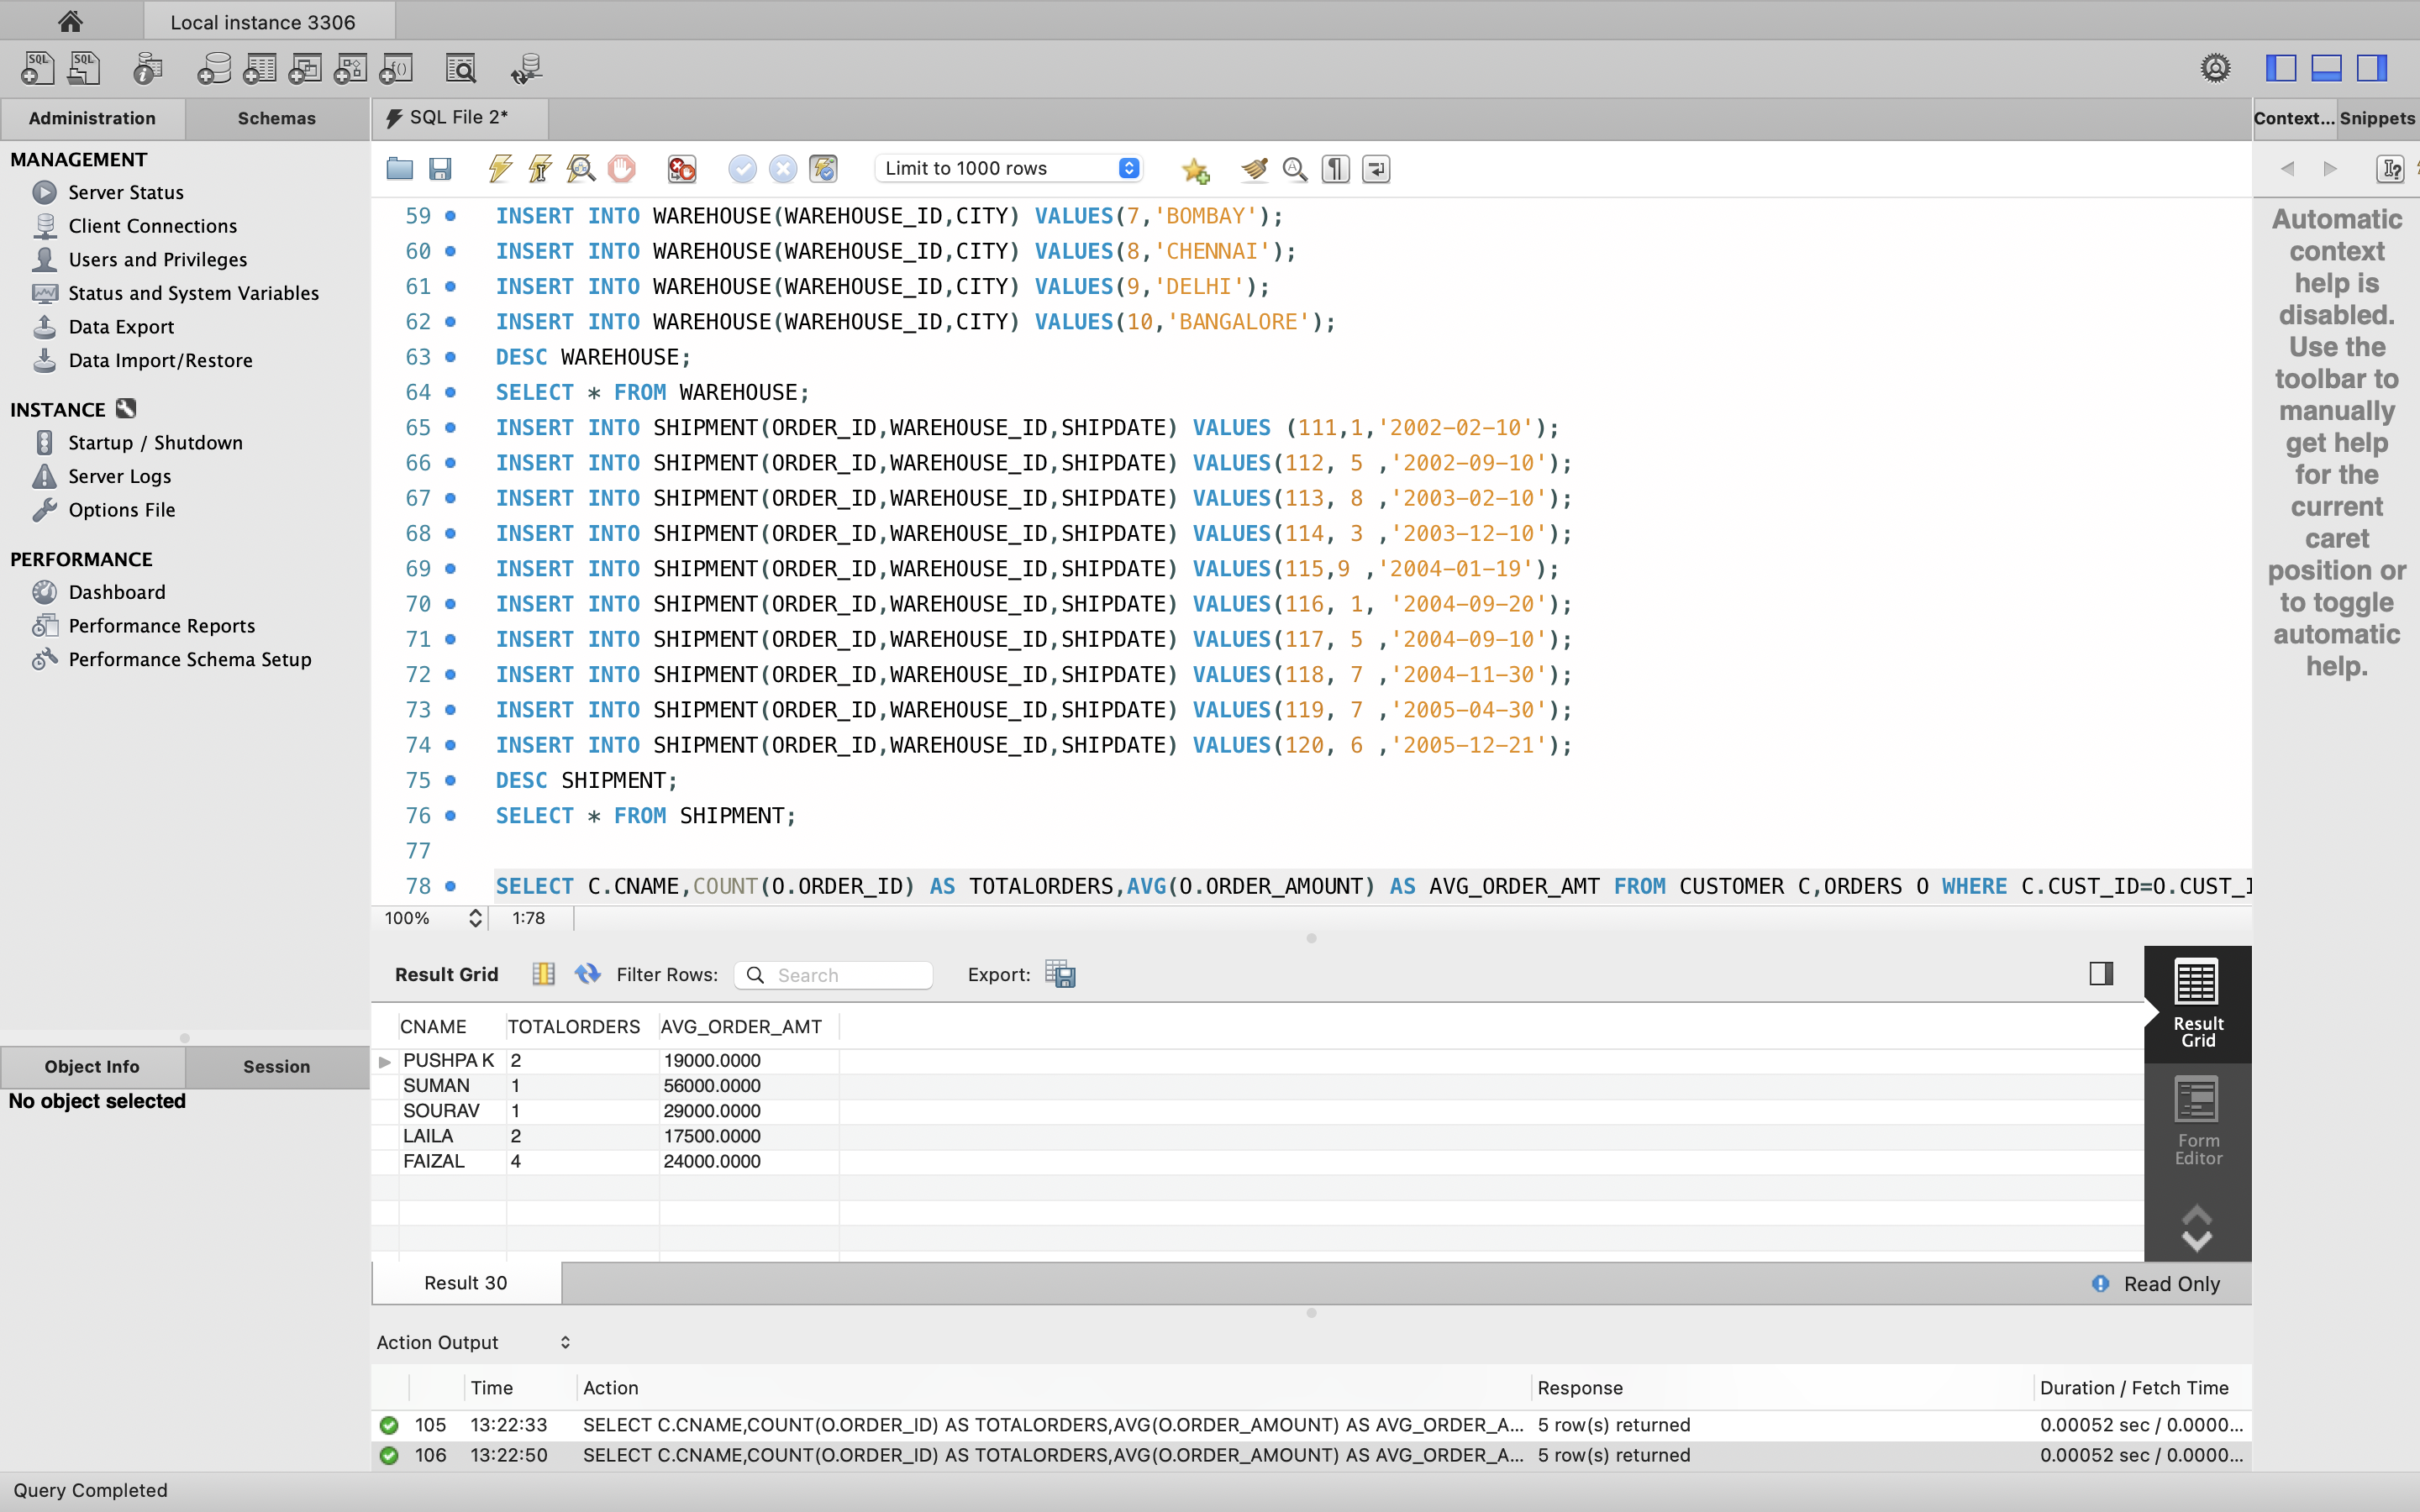 Local instance 3306
Administration
Schemas
SQL File 2*
Context...
Snippets
MANAGEMENT
Server Status
Client Connections
Users and Privileges
Status and System Variables
Data Export
Data Import/Restore
INSTANCE
Startup / Shutdown
Server Logs
Options File
PERFORMANCE
Dashboard
Performance Reports
Performance Schema Setup
Object Info
Session
No object selected
Limit to 1000 rows
59 INSERT INTO WAREHOUSE(WAREHOUSE_ID,CITY) VALUES(7,'BOMBAY');
60 INSERT INTO WAREHOUSE(WAREHOUSE_ID,CITY) VALUES(8,'CHENNAI');
61 INSERT INTO WAREHOUSE(WAREHOUSE_ID,CITY) VALUES(9,'DELHI');
62 INSERT INTO WAREHOUSE(WAREHOUSE_ID,CITY) VALUES(10,'BANGALORE');
63 DESC WAREHOUSE;
64 SELECT * FROM WAREHOUSE;
65 INSERT INTO SHIPMENT(ORDER_ID,WAREHOUSE_ID,SHIPDATE) VALUES (111,1,'2002-02-10');
66 INSERT INTO SHIPMENT(ORDER_ID,WAREHOUSE_ID,SHIPDATE) VALUES(112, 5 ,'2002-09-10');
67 INSERT INTO SHIPMENT(ORDER_ID,WAREHOUSE_ID,SHIPDATE) VALUES(113, 8 ,'2003-02-10');
68 INSERT INTO SHIPMENT(ORDER_ID,WAREHOUSE_ID,SHIPDATE) VALUES(114, 3 ,'2003-12-10');
69 INSERT INTO SHIPMENT(ORDER_ID,WAREHOUSE_ID,SHIPDATE) VALUES(115,9 ,'2004-01-19');
70 INSERT INTO SHIPMENT(ORDER_ID,WAREHOUSE_ID,SHIPDATE) VALUES(116, 1, '2004-09-20');
71 INSERT INTO SHIPMENT(ORDER_ID,WAREHOUSE_ID,SHIPDATE) VALUES(117, 5 ,'2004-09-10');
72 INSERT INTO SHIPMENT(ORDER_ID,WAREHOUSE_ID,SHIPDATE) VALUES(118, 7 ,'2004-11-30');
73 INSERT INTO SHIPMENT(ORDER_ID,WAREHOUSE_ID,SHIPDATE) VALUES(119, 7 ,'2005-04-30');
74 INSERT INTO SHIPMENT(ORDER_ID,WAREHOUSE_ID,SHIPDATE) VALUES(120, 6 ,'2005-12-21');
75 DESC SHIPMENT;
76 SELECT * FROM SHIPMENT;
77
78 SELECT C.CNAME,COUNT(O.ORDER_ID) AS TOTALORDERS,AVG(O.ORDER_AMOUNT) AS AVG_ORDER_AMT FROM CUSTOMER C,ORDERS O WHERE C.CUST_ID=O.CUST_I
100% 1:78
Automatic
context
help is
disabled.
Use the
toolbar to
manually
get help
for the
current
caret
position or
to toggle
automatic
help.
Result Grid Filter Rows: Search Export:
CNAME TOTALORDERS AVG_ORDER_AMT
PUSHPA K 2 19000.0000
SUMAN 1 56000.0000
SOURAV 1 29000.0000
LAILA 2 17500.0000
FAIZAL 4 24000.0000
Result
Grid
Form
Editor
Result 30
Read Only
Action Output
Time Action Response Duration / Fetch Time
105 13:22:33 SELECT C.CNAME,COUNT(O.ORDER_ID) AS TOTALORDERS,AVG(O.ORDER_AMOUNT) AS AVG_ORDER_A... 5 row(s) returned 0.00052 sec / 0.0000...
106 13:22:50 SELECT C.CNAME,COUNT(O.ORDER_ID) AS TOTALORDERS,AVG(O.ORDER_AMOUNT) AS AVG_ORDER_A... 5 row(s) returned 0.00052 sec / 0.0000...
Query Completed